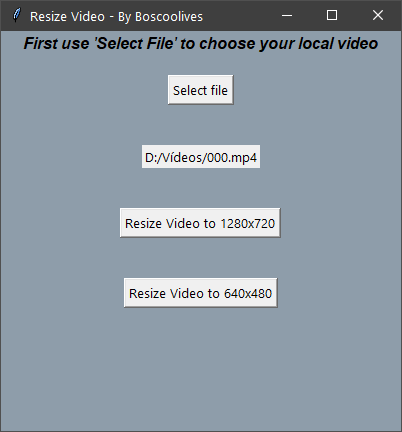 Resize Video - By Boscoolives
First use 'Select File' to choose your local video
Select file
D:/Vídeos/000.mp4
Resize Video to 1280x720
Resize Video to 640x480